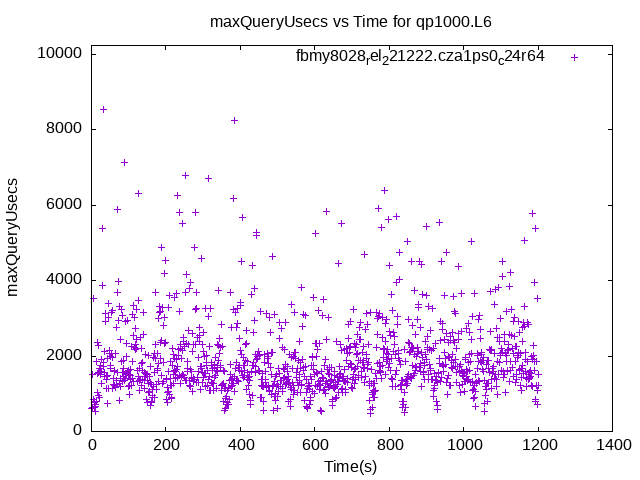 maxQueryUsecs vs Time for qp1000.L6
fbmy8028rel221222.cza1ps0c24r64
10000
8000
6000
4000
2000
0
maxQueryUsecs
0 200 400 600 800 1000 1200 1400
Time(s)